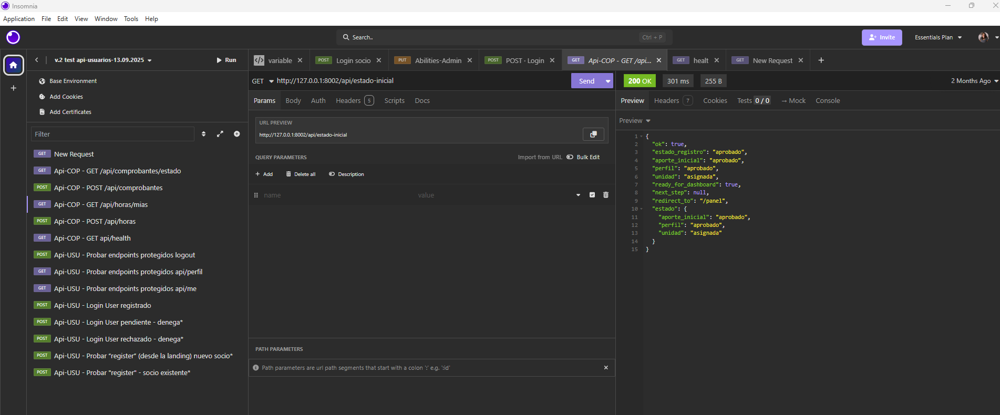 Insomnia
Application File Edit View Window Tools Help
Search.. Ctrl + P
Invite
Essentials Plan
v.2 test api-usuarios-13.09.2025
Run
variable
POST Login socio
PUT Abilities-Admin
POST POST · Login
GET Api-COP - GET /api...
GET healt
GET New Request
Base Environment
Add Cookies
Add Certificates
Filter
GET New Request
GET Api-COP - GET /api/comprobantes/estado
POST Api-COP - POST /api/comprobantes
GET Api-COP - GET /api/horas/mias
POST Api-COP - POST /api/horas
GET Api-COP - GET api/health
POST Api-USU - Probar endpoints protegidos logout
GET Api-USU - Probar endpoints protegidos api/perfil
GET Api-USU - Probar endpoints protegidos api/me
POST Api-USU - Login User registrado
POST Api-USU - Login User pendiente - denega*
POST Api-USU - Login User rechazado - denega*
POST Api-USU - Probar “register” (desde la landing) nuevo socio*
POST Api-USU - Probar "register" - socio existente*
GET http://127.0.0.1:8002/api/estado-inicial
Send
Params Body Auth Headers 5 Scripts Docs
URL PREVIEW
http://127.0.0.1:8002/api/estado-inicial
QUERY PARAMETERS
Import from URL Bulk Edit
+ Add Delete all Description
name value
PATH PARAMETERS
Path parameters are url path segments that start with a colon ':' e.g. ':id'
200 OK 301 ms 255 B
2 Months Ago
Preview Headers 7 Cookies Tests 0 / 0 → Mock Console
Preview
1 {
2 "ok": true,
3 "estado_registro": "aprobado",
4 "aporte_inicial": "aprobado",
5 "perfil": "aprobado",
6 "unidad": "asignada",
7 "ready_for_dashboard": true,
8 "next_step": null,
9 "redirect_to": "/panel",
10 "estado": {
11 "aporte_inicial": "aprobado",
12 "perfil": "aprobado",
13 "unidad": "asignada"
14 }
15 }